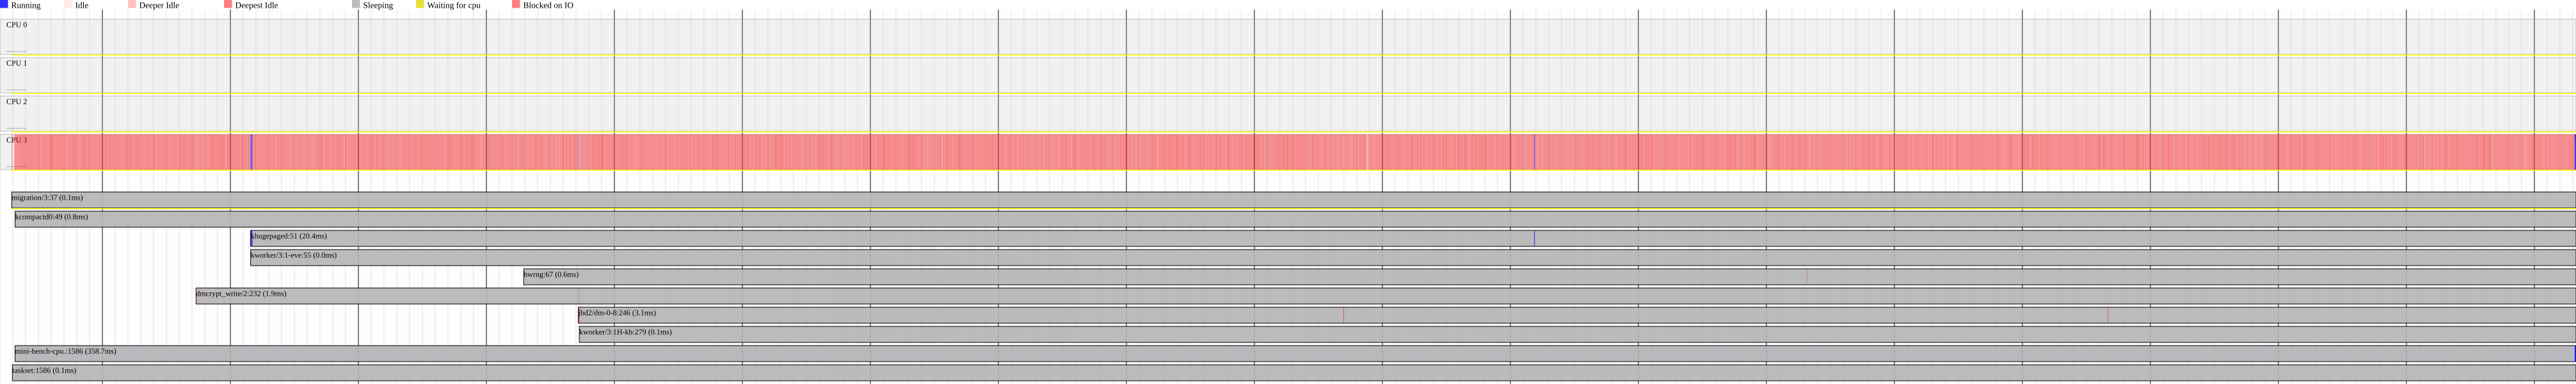 Running Idle Deeper Idle Deepest Idle Sleeping Waiting for cpu Blocked on IO
CPU 0
CPU 1
CPU 2
CPU 3
migration/3:37 (0.1ms)
kcompactd0:49 (0.8ms)
khugepaged:51 (20.4ms)
kworker/3:1-eve:55 (0.0ms)
hwrng:67 (0.6ms)
dmcrypt_write/2:232 (1.9ms)
jbd2/dm-0-8:246 (3.1ms)
kworker/3:1H-kb:279 (0.1ms)
mini-bench-cpu.:1586 (358.7ms)
taskset:1586 (0.1ms)